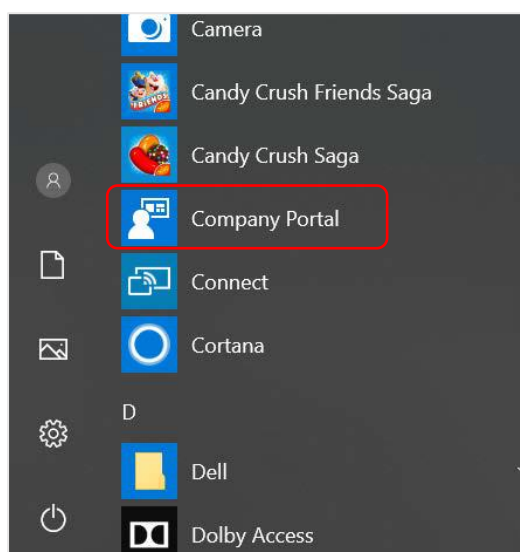 Camera
Candy Crush Friends Saga
Candy Crush Saga
Company Portal
Connect
Cortana
D
Dell
Dolby Access